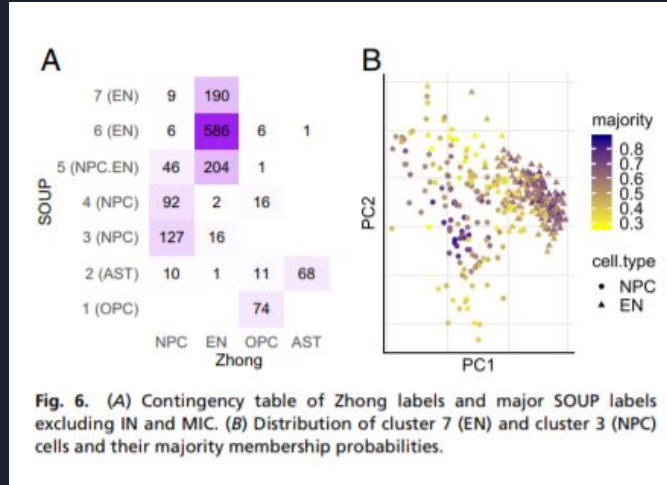 A
B
7 (EN) 9 190
6 (EN) 6 586 6 1
5 (NPC.EN) 46 204 1
4 (NPC) 92 2 16
3 (NPC) 127 16
2 (AST) 10 1 11 68
1 (OPC) 74
SOUP
NPC EN OPC AST
Zhong
PC2
PC1
majority
0.8
0.7
0.6
0.5
0.4
0.3
cell.type
NPC
EN
Fig. 6. (A) Contingency table of Zhong labels and major SOUP labels
excluding IN and MIC. (B) Distribution of cluster 7 (EN) and cluster 3 (NPC)
cells and their majority membership probabilities.